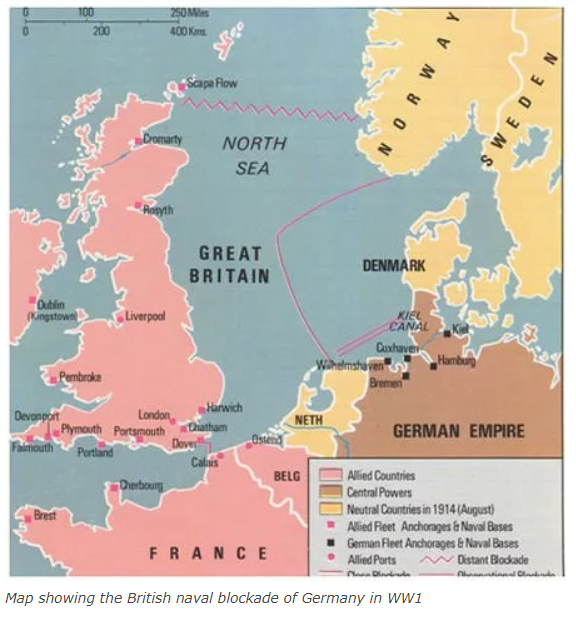 0 100 250 Miles
0 200 400 Kms.
Scapa Flow
NORWAY
SWEDEN
Cromarty
NORTH
SEA
Rosyth
GREAT
BRITAIN
DENMARK
Dublin
(Kingstown)
Liverpool
KIEL
CANAL
Kiel
Cuxhaven
Wilhelmshaven
Hamburg
Bremen
Pembroke
Devonport
London
Harwich
Plymouth
Portsmouth
Chatham
NETH
GERMAN EMPIRE
Falmouth
Portland
Dover
Ostend
Calais
BELG
Cherbourg
Brest
FRANCE
Allied Countries
Central Powers
Neutral Countries in 1914 (August)
Allied Fleet Anchorages & Naval Bases
German Fleet Anchorages & Naval Bases
Allied Ports Distant Blockade
Close Blockade Observational Blockade
Map showing the British naval blockade of Germany in WW1